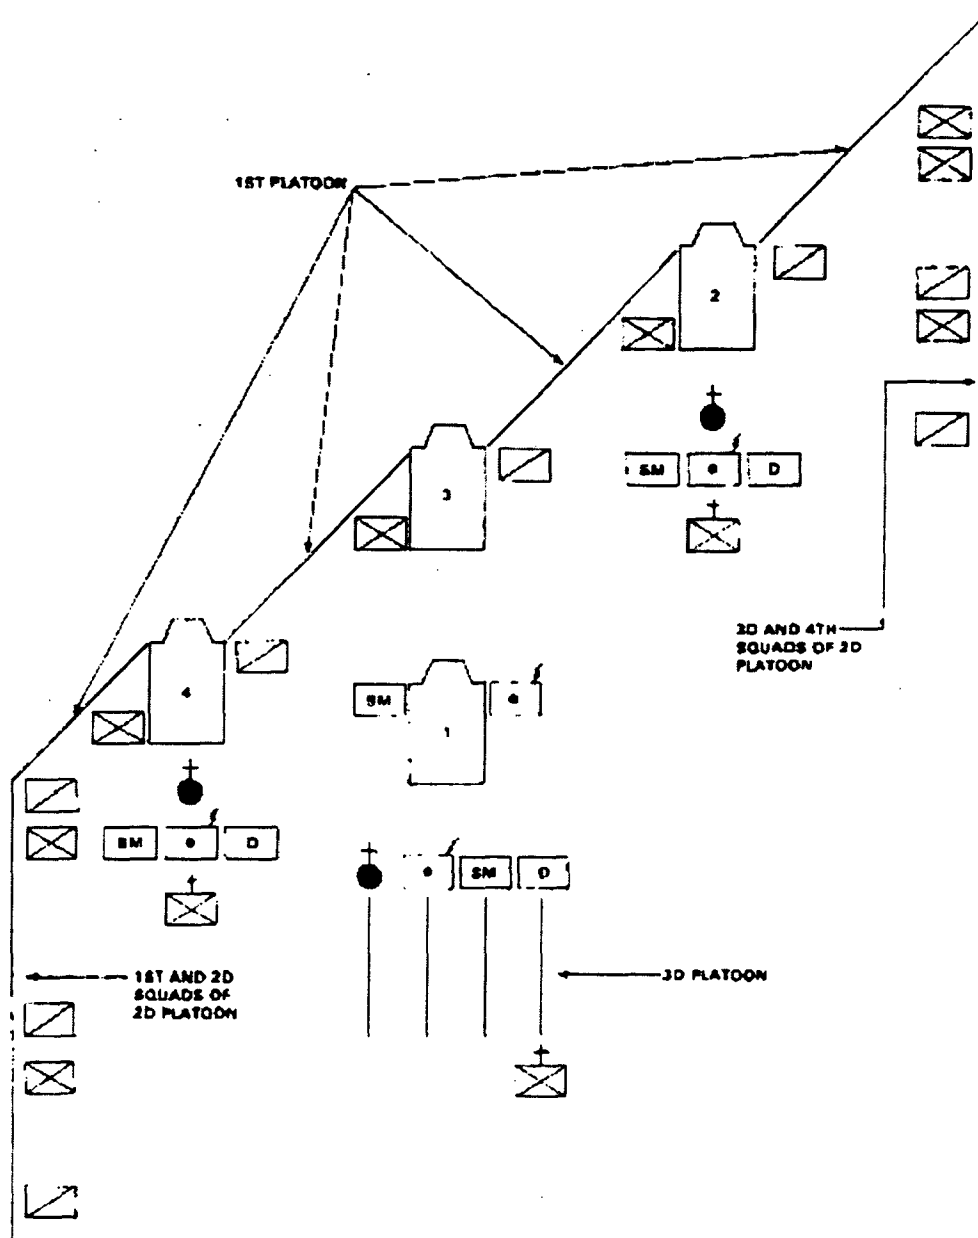 1ST PLATOON
2
SM e D
3
3D AND 4TH
SQUADS OF 2D
PLATOON
4
SM e
1
SM e D
e SM D
1ST AND 2D
SQUADS OF
2D PLATOON
3D PLATOON